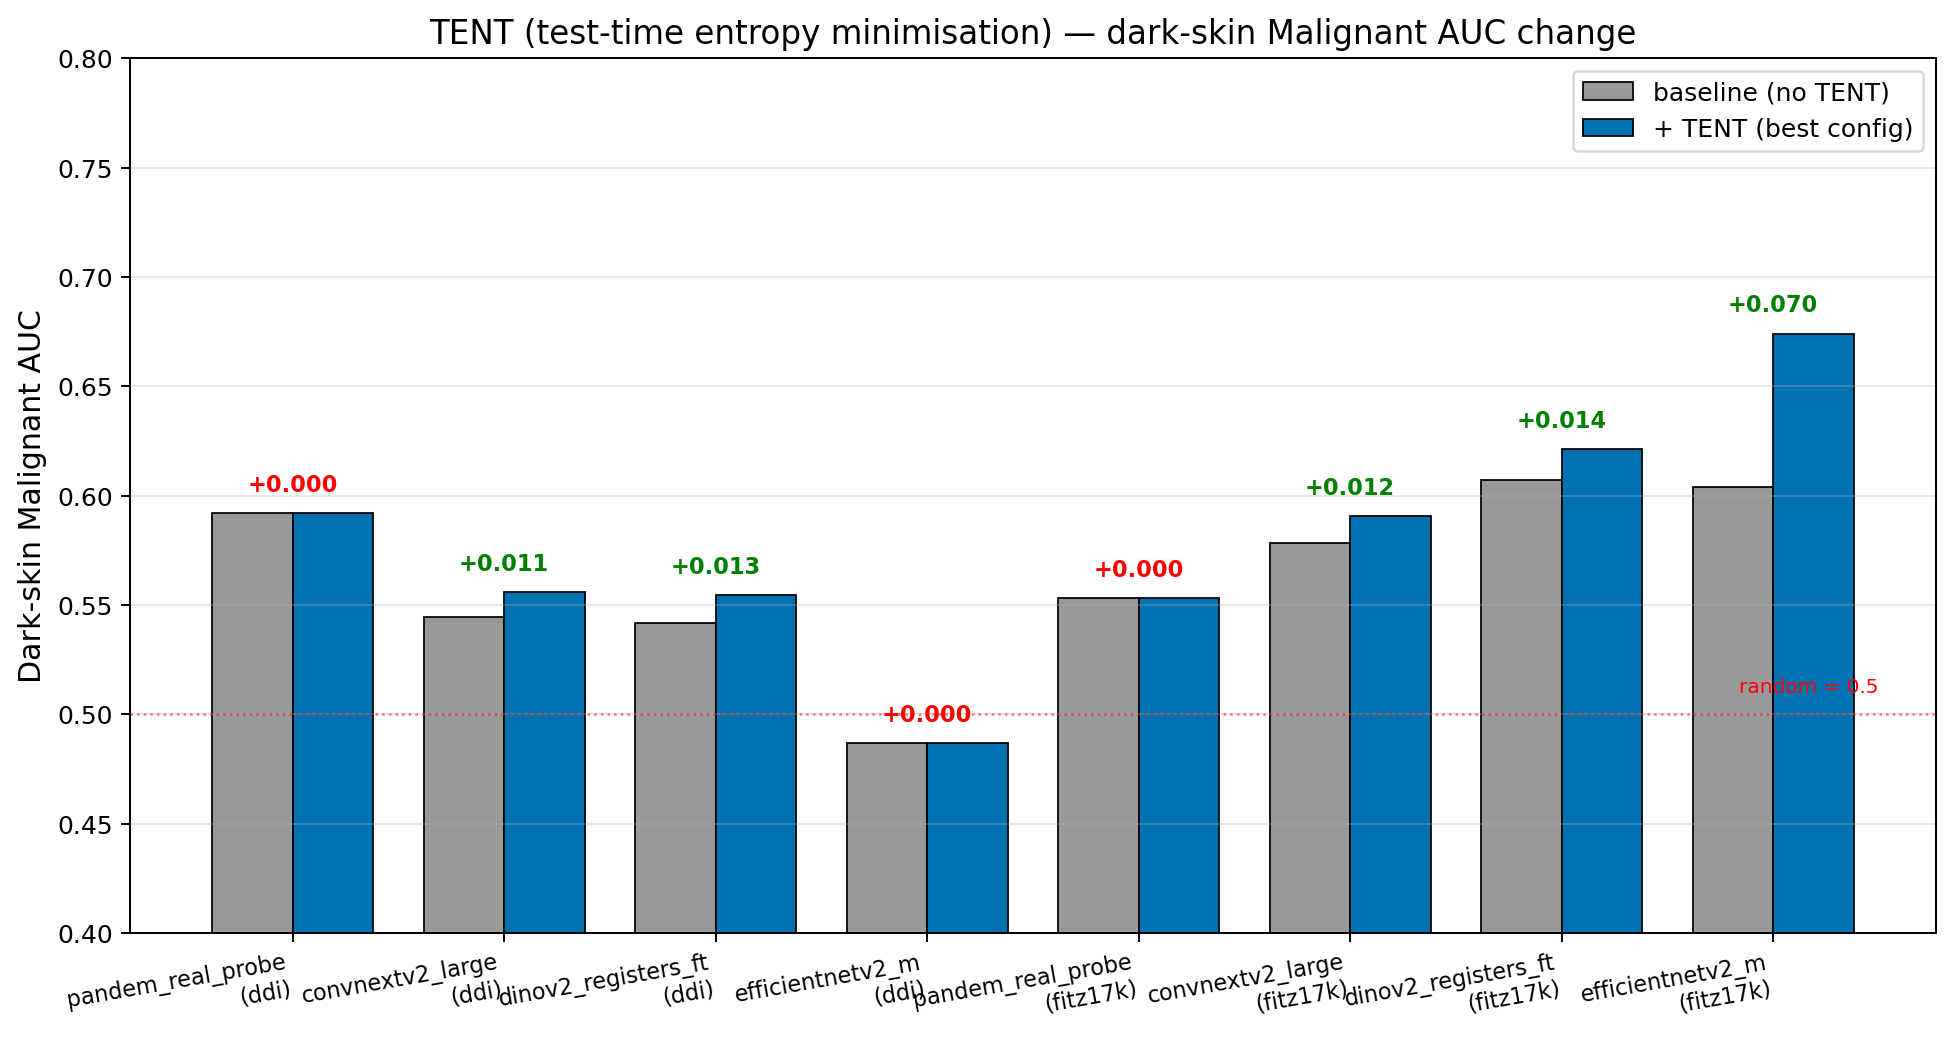 TENT (test-time entropy minimisation) — dark-skin Malignant AUC change
baseline (no TENT)
+ TENT (best config)
Dark-skin Malignant AUC
0.80
0.75
0.70
0.65
0.60
0.55
0.50
0.45
0.40
+0.000
+0.011
+0.013
+0.000
+0.000
+0.012
+0.014
+0.070
random = 0.5
pandem_real_probe
(ddi)
convnextv2_large
(ddi)
dinov2_registers_ft
(ddi)
efficientnetv2_m
(ddi)
pandem_real_probe
(fitz17k)
convnextv2_large
(fitz17k)
dinov2_registers_ft
(fitz17k)
efficientnetv2_m
(fitz17k)